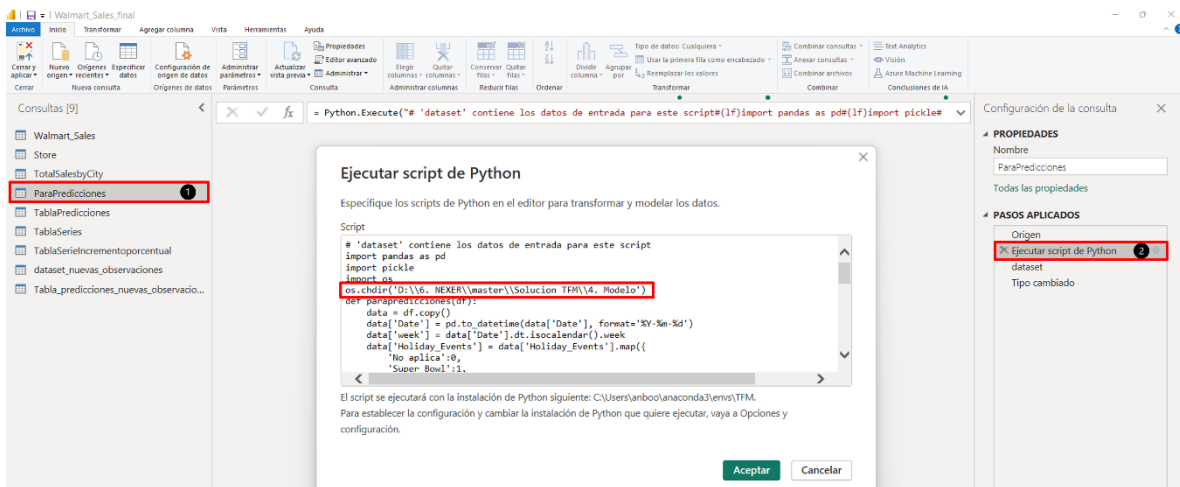 Walmart_Sales_final
Archivo Inicio Transformar Agregar columna Vista Herramientas Ayuda
Cerrar y aplicar
Nuevo origen
Orígenes recientes
Especificar datos
Configuración de origen de datos
Administrar parámetros
Actualizar vista previa
Propiedades
Editor avanzado
Administrar
Elegir columnas
Quitar columnas
Conservar filas
Quitar filas
Dividir columna
Agrupar por
Tipo de datos: Cualquiera
Usar la primera fila como encabezado
Reemplazar los valores
Combinar consultas
Anexar consultas
Combinar archivos
Text Analytics
Visión
Azure Machine Learning
Cerrar Nueva consulta Orígenes de datos Parámetros Consulta Administrar columnas Reducir filas Ordenar Transformar Combinar Conclusiones de IA
Consultas [9]
Walmart_Sales
Store
TotalSalesbyCity
ParaPredicciones 1
TablaPredicciones
TablaSeries
TablaSerieIncrementoporcentual
dataset_nuevas_observaciones
Tabla_predicciones_nuevas_observacio...
fx = Python.Execute("# 'dataset' contiene los datos de entrada para este script#(lf)import pandas as pd#(lf)import pickle#
Ejecutar script de Python
Especifique los scripts de Python en el editor para transformar y modelar los datos.
Script
# 'dataset' contiene los datos de entrada para este script
import pandas as pd
import pickle
import os
os.chdir('D:\\6. NEXER\\master\\Solucion TFM\\4. Modelo')
def parapredicciones(df):
data = df.copy()
data['Date'] = pd.to_datetime(data['Date'], format='%Y-%m-%d')
data['week'] = data['Date'].dt.isocalendar().week
data['Holiday_Events'] = data['Holiday_Events'].map({
'No aplica':0,
'Super Bowl':1,
El script se ejecutará con la instalación de Python siguiente: C:\Users\anboo\anaconda3\envs\TFM.
Para establecer la configuración y cambiar la instalación de Python que quiere ejecutar, vaya a Opciones y
configuración.
Aceptar Cancelar
Configuración de la consulta
PROPIEDADES
Nombre
ParaPredicciones
Todas las propiedades
PASOS APLICADOS
Origen
Ejecutar script de Python 2
dataset
Tipo cambiado